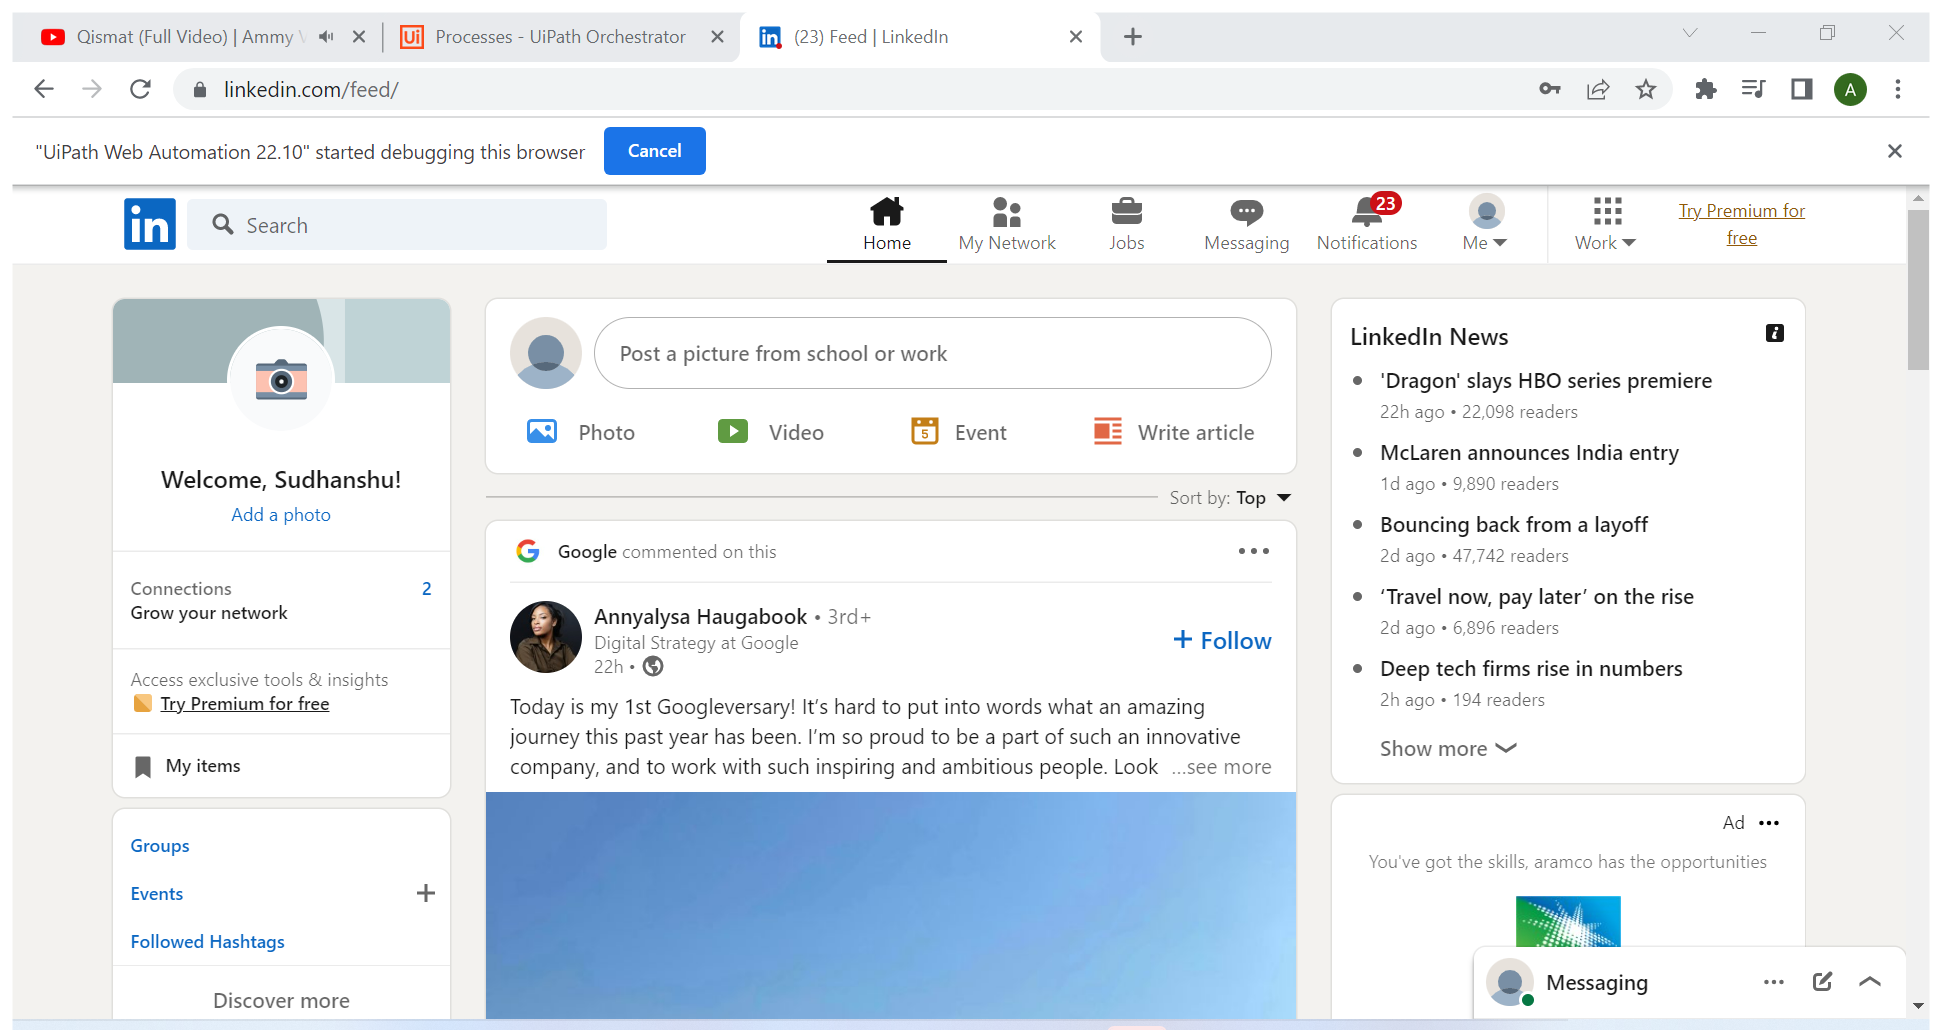 Qismat (Full Video) | Ammy V
Processes - UiPath Orchestrator
(23) Feed | LinkedIn
linkedin.com/feed/
A
"UiPath Web Automation 22.10" started debugging this browser
Cancel
in
Search
Home
My Network
Jobs
Messaging
23
Notifications
Me
Work
Try Premium for
free
Welcome, Sudhanshu!
Add a photo
Connections 2
Grow your network
Access exclusive tools & insights
Try Premium for free
My items
Groups
Events
Followed Hashtags
Discover more
Post a picture from school or work
Photo
Video
5
Event
Write article
Sort by: Top
Google commented on this
Annyalysa Haugabook • 3rd+
Digital Strategy at Google
22h •
+ Follow
Today is my 1st Googleversary! It’s hard to put into words what an amazing
journey this past year has been. I’m so proud to be a part of such an innovative
company, and to work with such inspiring and ambitious people. Look ...see more
LinkedIn News
'Dragon' slays HBO series premiere
22h ago • 22,098 readers
McLaren announces India entry
1d ago • 9,890 readers
Bouncing back from a layoff
2d ago • 47,742 readers
‘Travel now, pay later’ on the rise
2d ago • 6,896 readers
Deep tech firms rise in numbers
2h ago • 194 readers
Show more
Ad
You've got the skills, aramco has the opportunities
Messaging